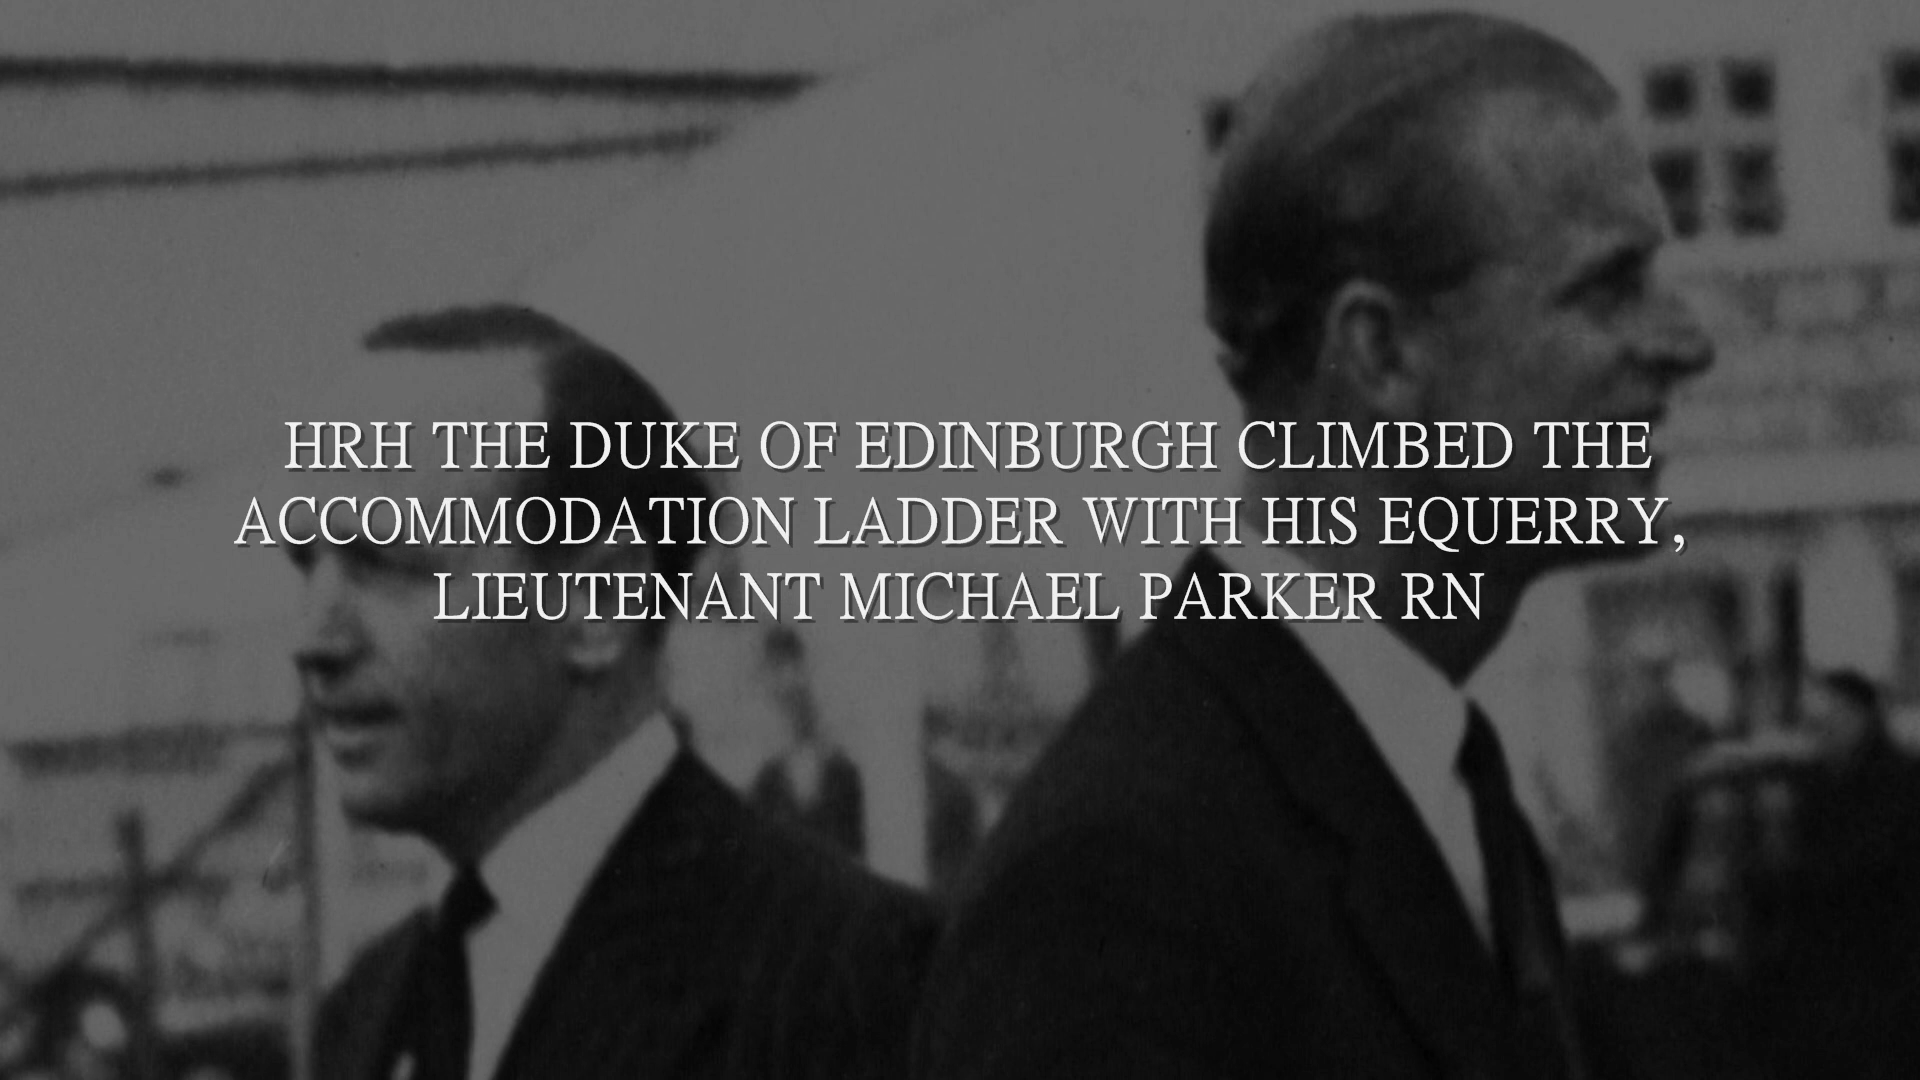 HRH THE DUKE OF EDINBURGH CLIMBED THE
ACCOMMODATION LADDER WITH HIS EQUERRY,
LIEUTENANT MICHAEL PARKER RN